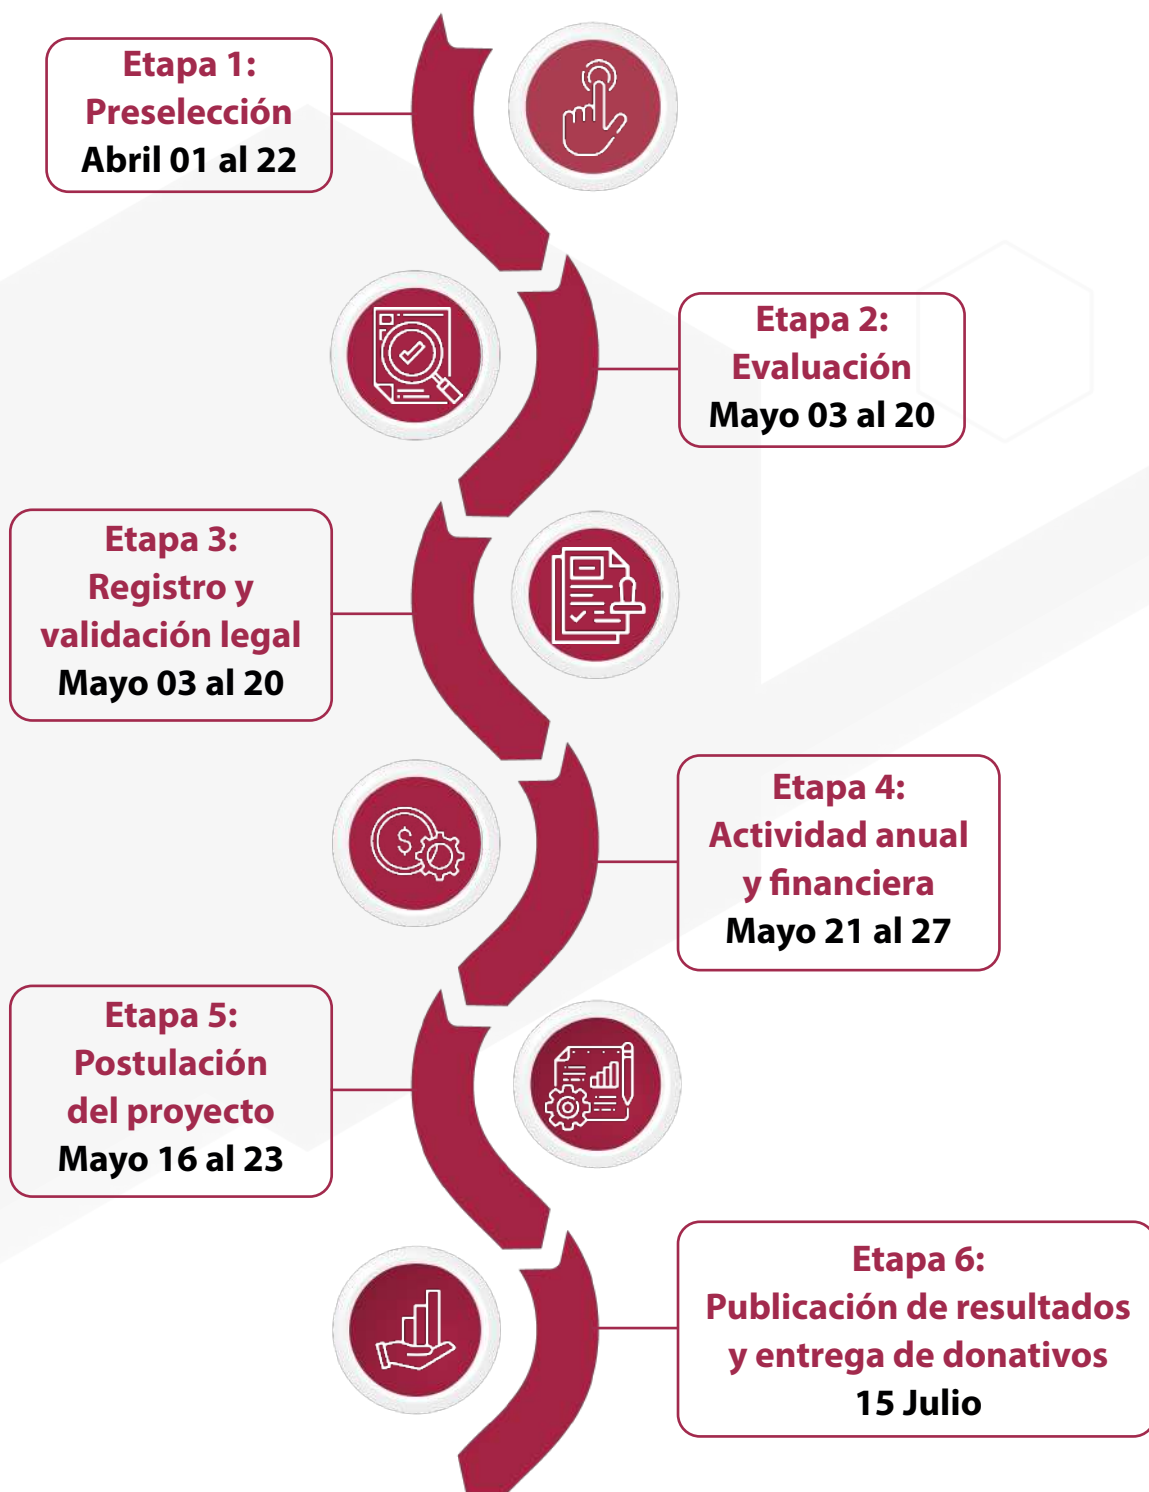 Etapa 1:
Preselección
Abril 01 al 22
Etapa 2:
Evaluación
Mayo 03 al 20
Etapa 3:
Registro y
validación legal
Mayo 03 al 20
$
Etapa 4:
Actividad anual
y financiera
Mayo 21 al 27
Etapa 5:
Postulación
del proyecto
Mayo 16 al 23
Etapa 6:
Publicación de resultados
y entrega de donativos
15 Julio